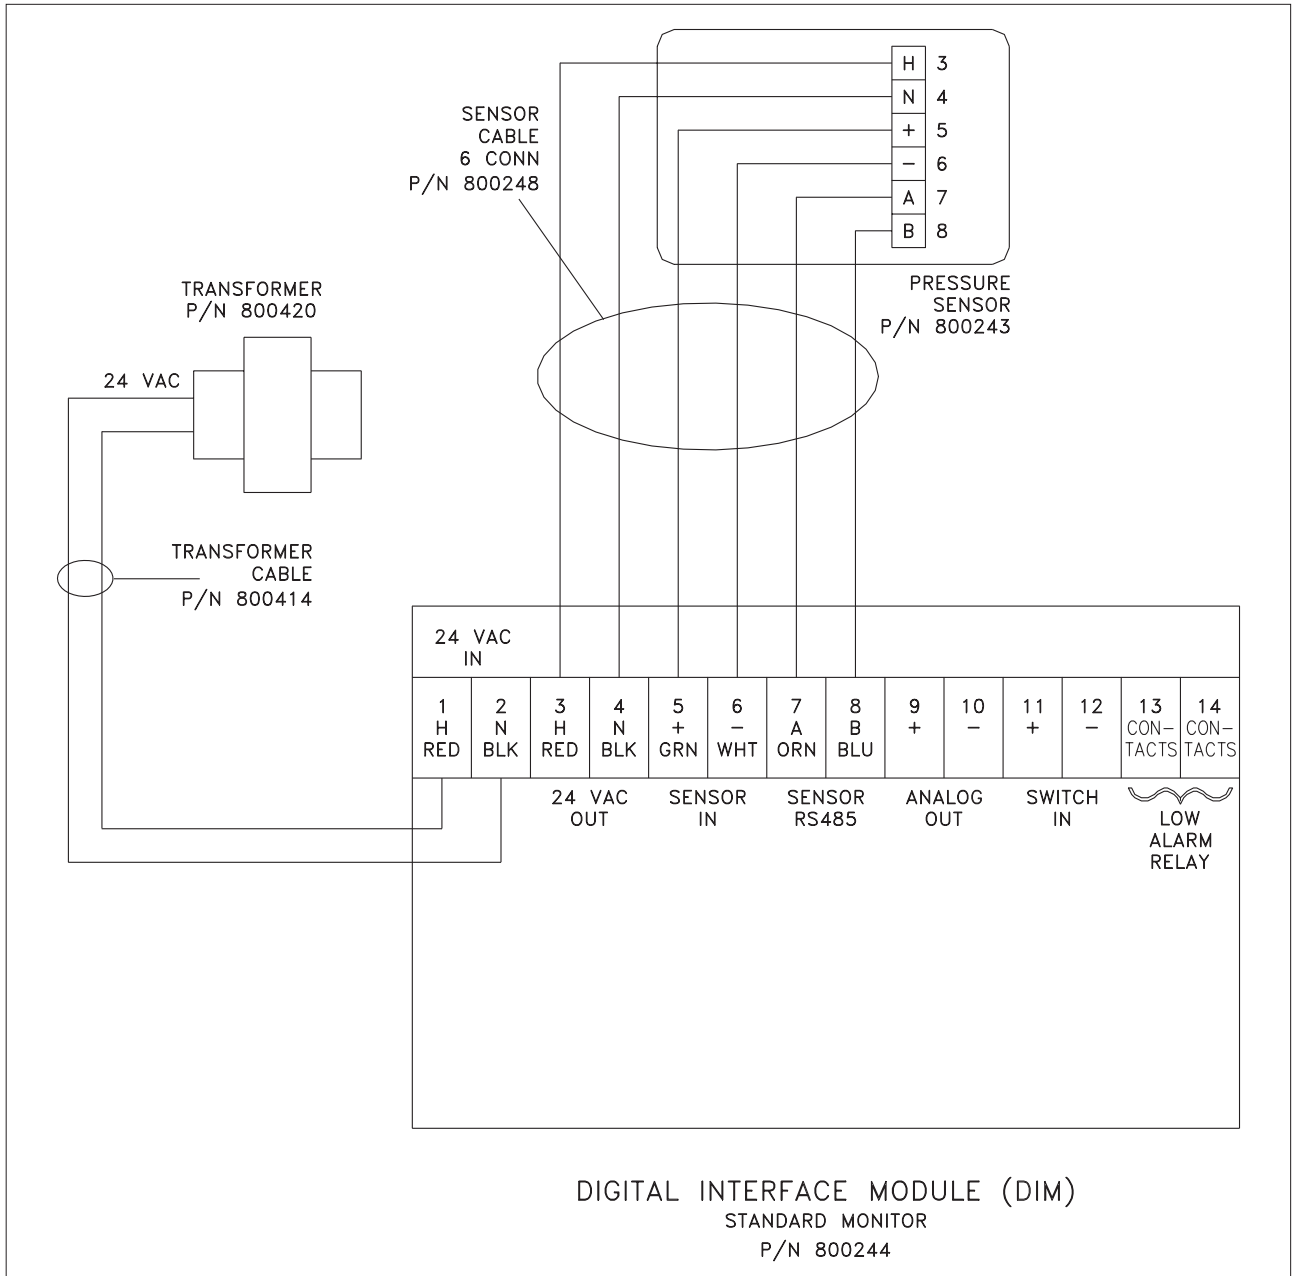 H 3
N 4
+ 5
− 6
A 7
B 8
SENSOR
CABLE
6 CONN
P/N 800248
PRESSURE
SENSOR
P/N 800243
TRANSFORMER
P/N 800420
24 VAC
TRANSFORMER
CABLE
P/N 800414
24 VAC
IN
1 2 3 4 5 6 7 8 9 10 11 12 13 14
H N H N + − A B + − + − CON- CON-
RED BLK RED BLK GRN WHT ORN BLU TACTS TACTS
24 VAC
OUT
SENSOR
IN
SENSOR
RS485
ANALOG
OUT
SWITCH
IN
LOW
ALARM
RELAY
DIGITAL INTERFACE MODULE (DIM)
STANDARD MONITOR
P/N 800244